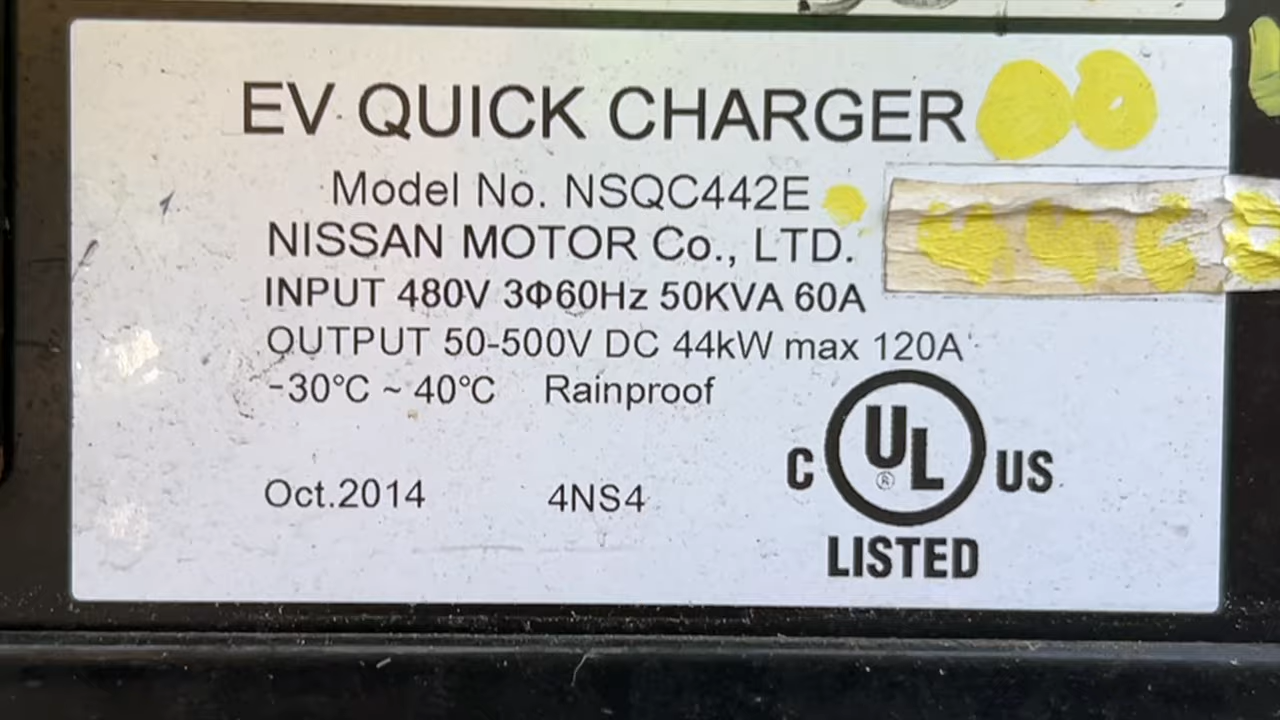 EV QUICK CHARGER
Model No. NSQC442E
NISSAN MOTOR Co., LTD.
INPUT 480V 3Φ60Hz 50KVA 60A
OUTPUT 50-500V DC 44kW max 120A
-30℃ ~ 40℃ Rainproof
Oct.2014 4NS4
C UL® US
LISTED